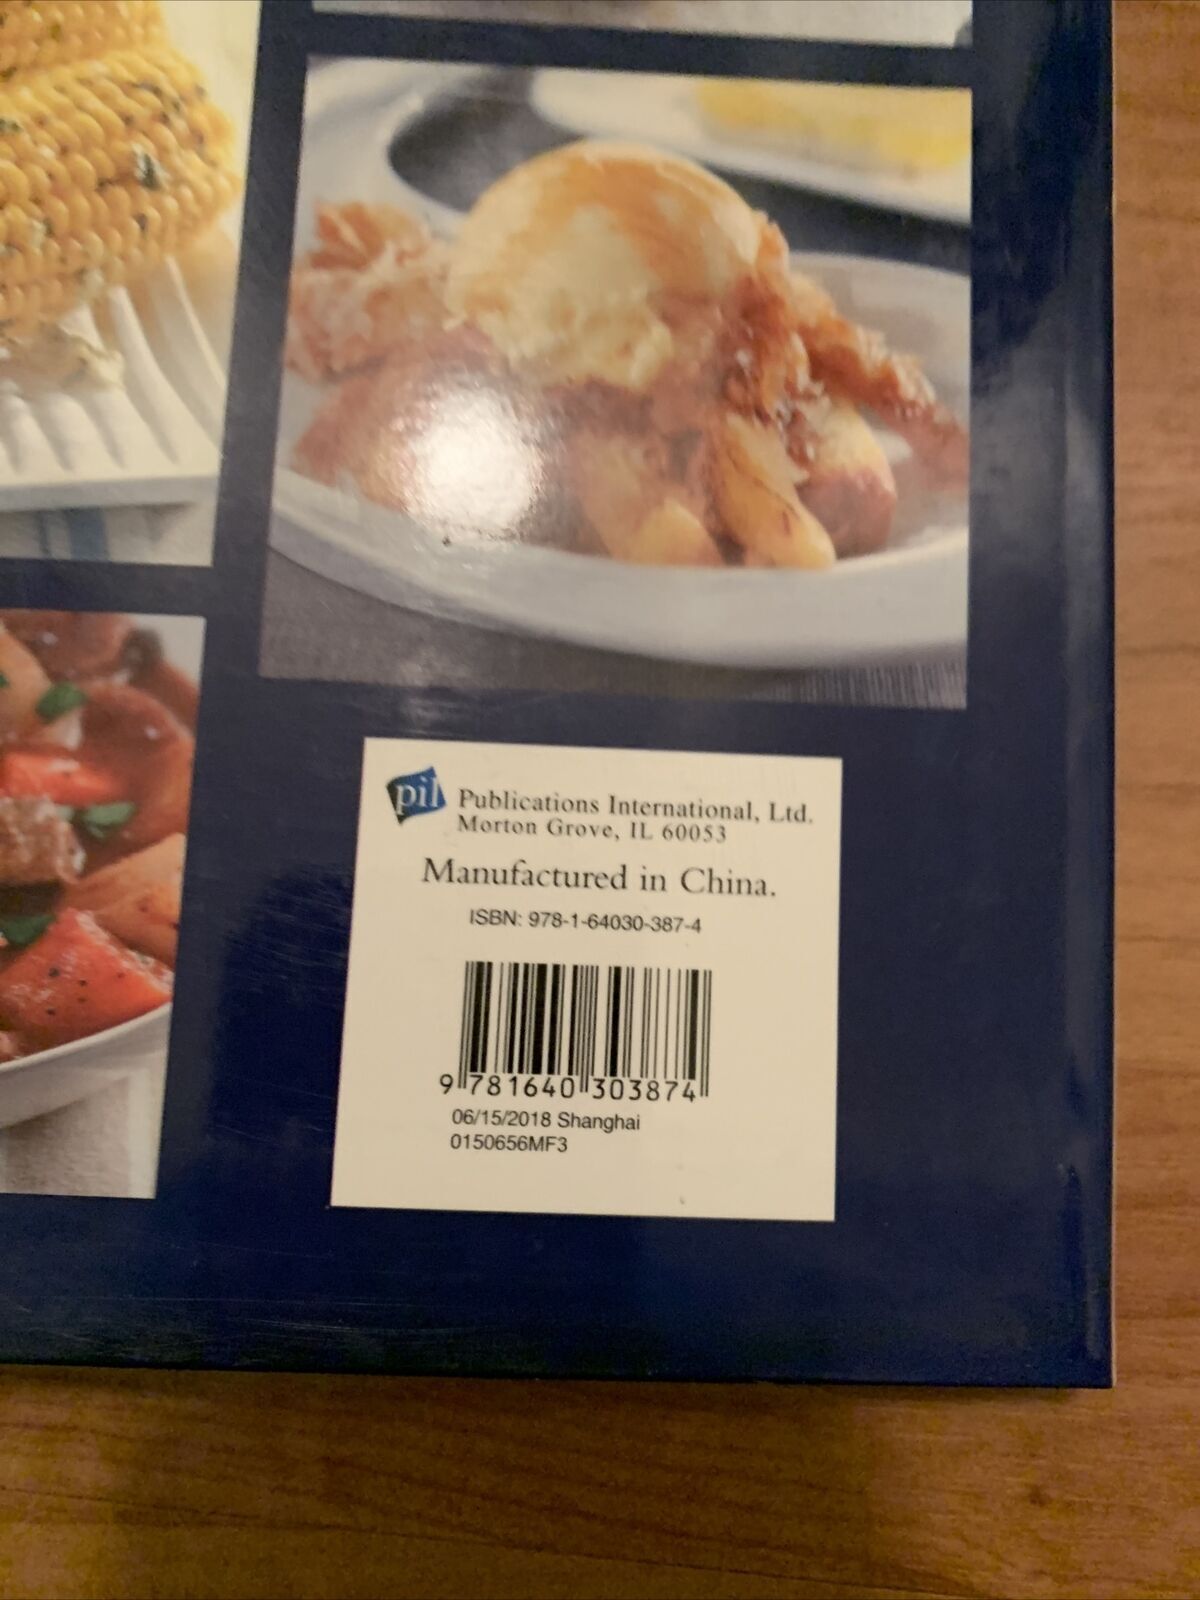 pil
Publications International, Ltd.
Morton Grove, IL 60053
Manufactured in China.
ISBN: 978-1-64030-387-4
9 781640 303874
06/15/2018 Shanghai
0150656MF3